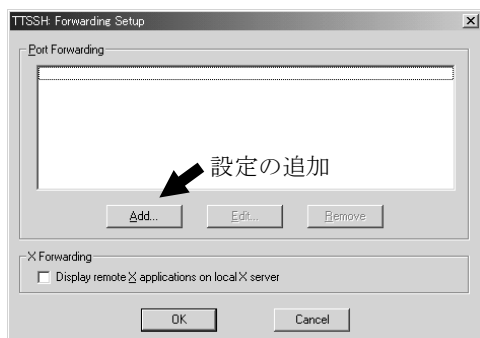 TTSSH: Forwarding Setup
Port Forwarding
設定の追加
Add...
Edit...
Remove
X Forwarding
Display remote X applications on local X server
OK
Cancel